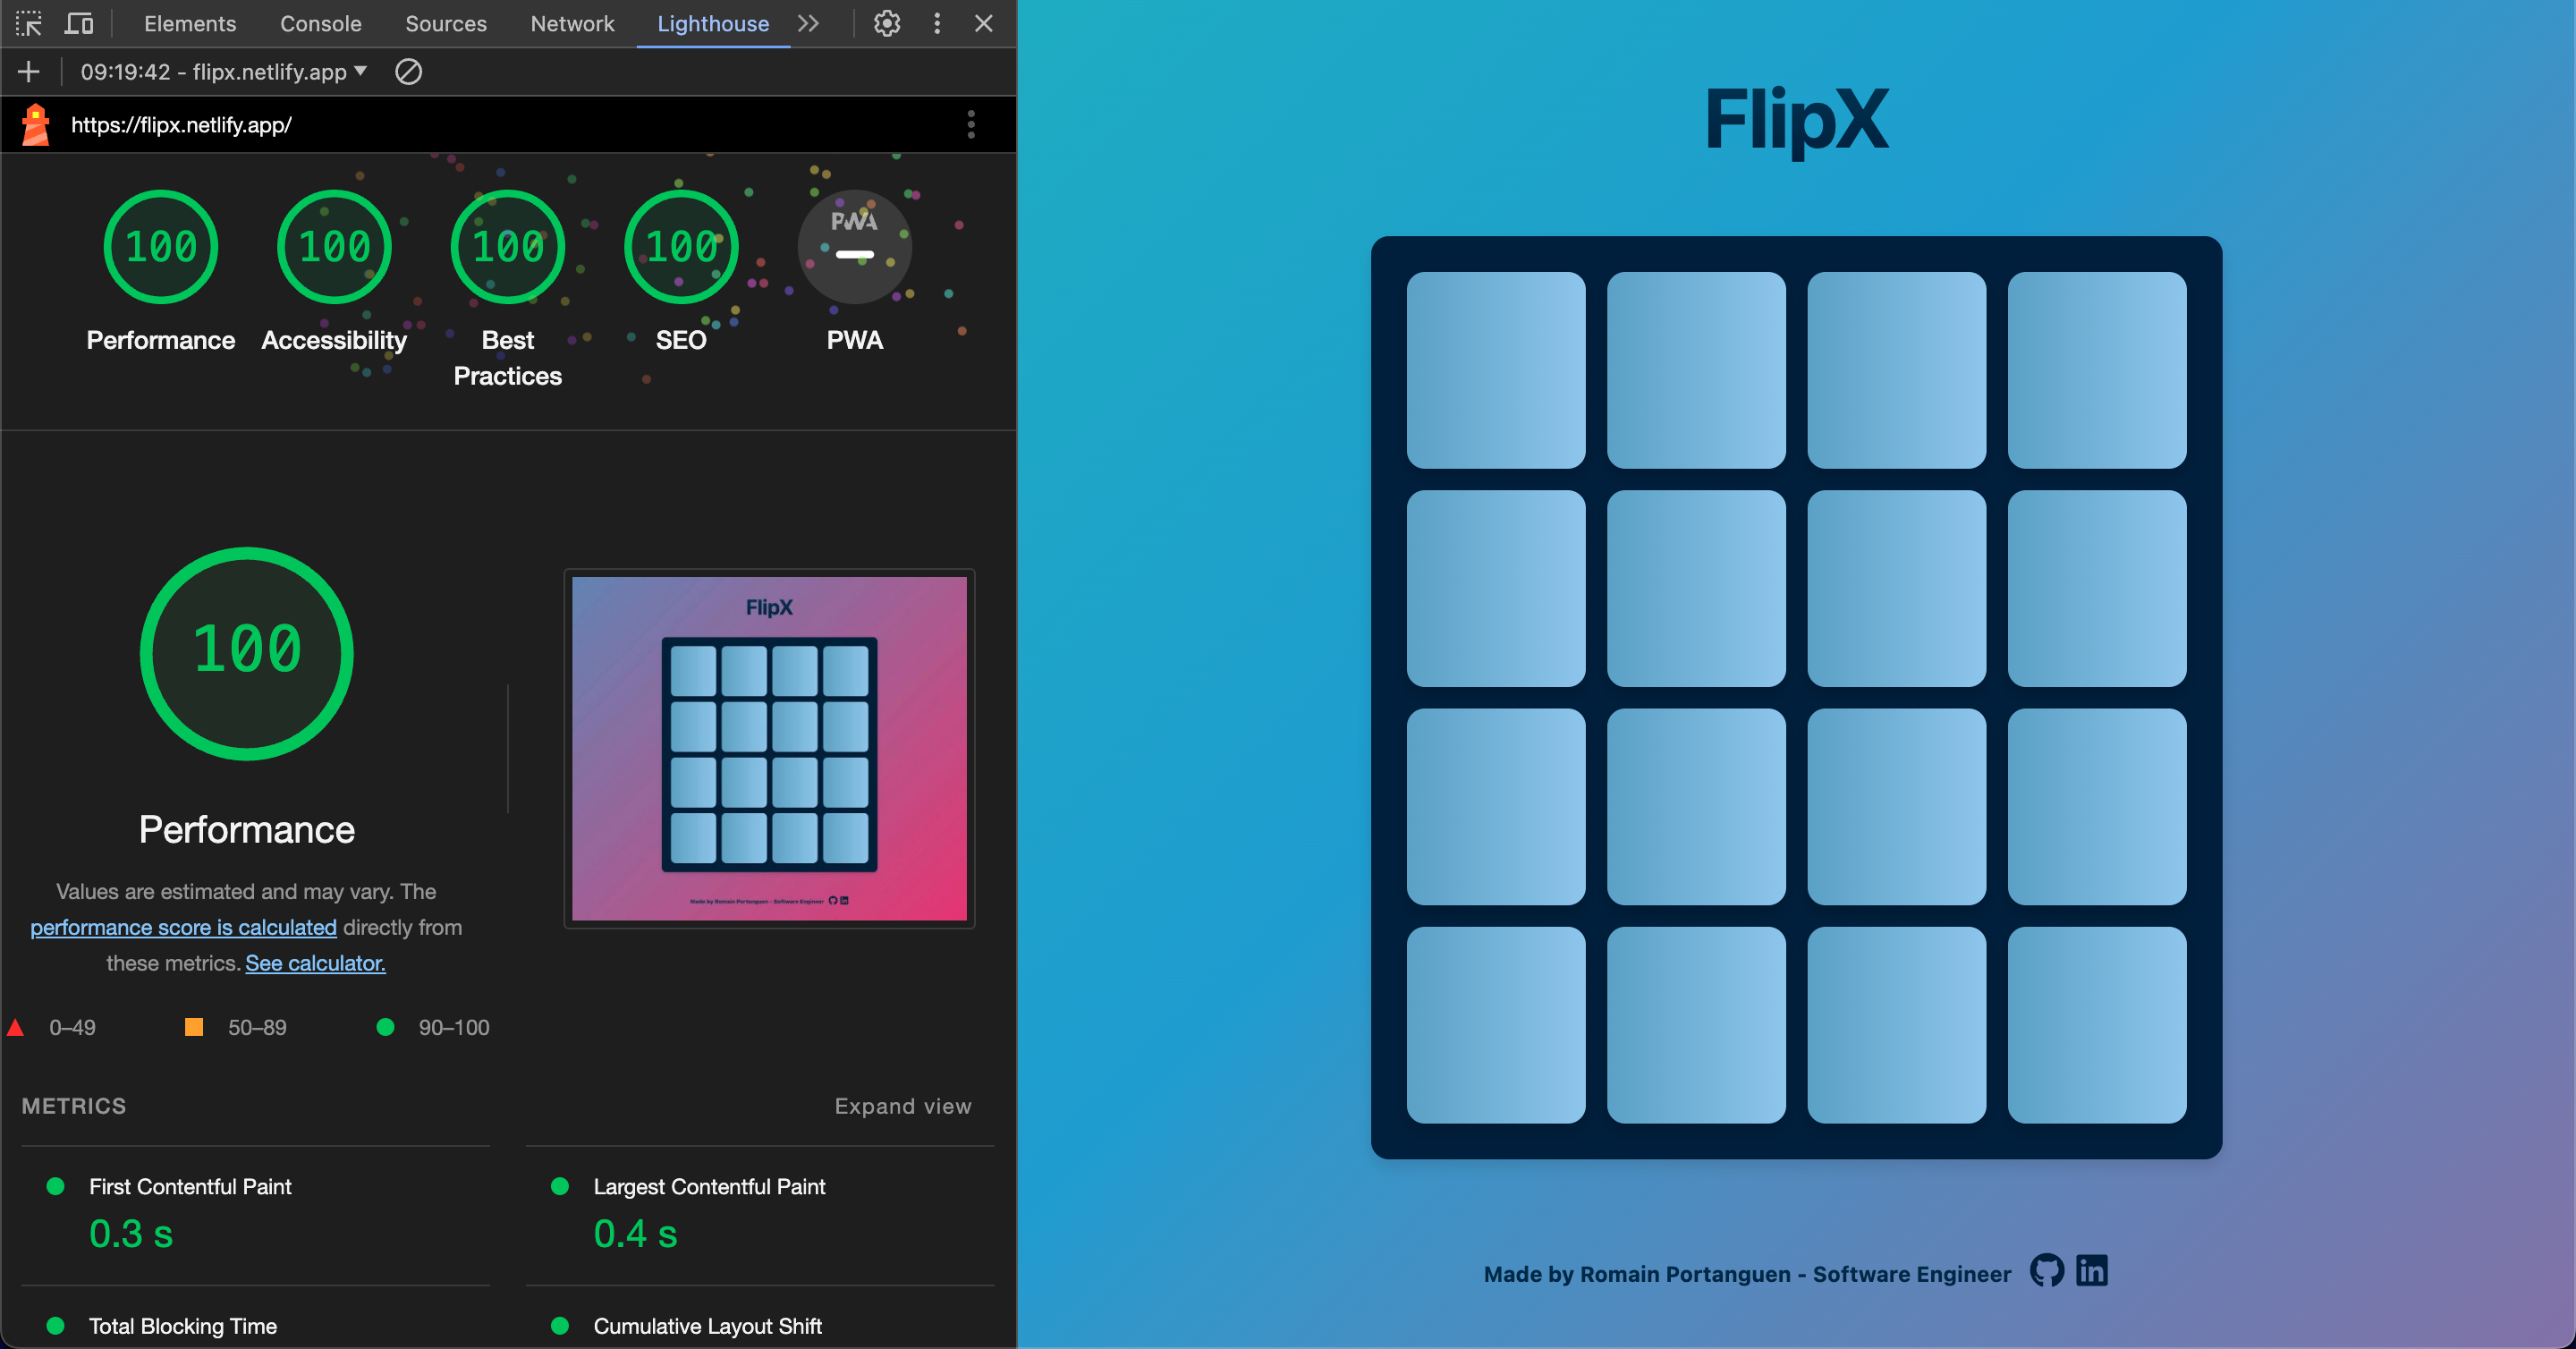 Elements Console Sources Network Lighthouse
09:19:42 - flipx.netlify.app
https://flipx.netlify.app/
100 100 100 100 PWA
Performance Accessibility Best Practices SEO PWA
100
Performance
Values are estimated and may vary. The
performance score is calculated directly from
these metrics. See calculator.
0–49 50–89 90–100
METRICS Expand view
First Contentful Paint
0.3 s
Largest Contentful Paint
0.4 s
Total Blocking Time
Cumulative Layout Shift
FlipX
Made by Romain Portanguen - Software Engineer
FlipX
Made by Romain Portanguen - Software Engineer
in